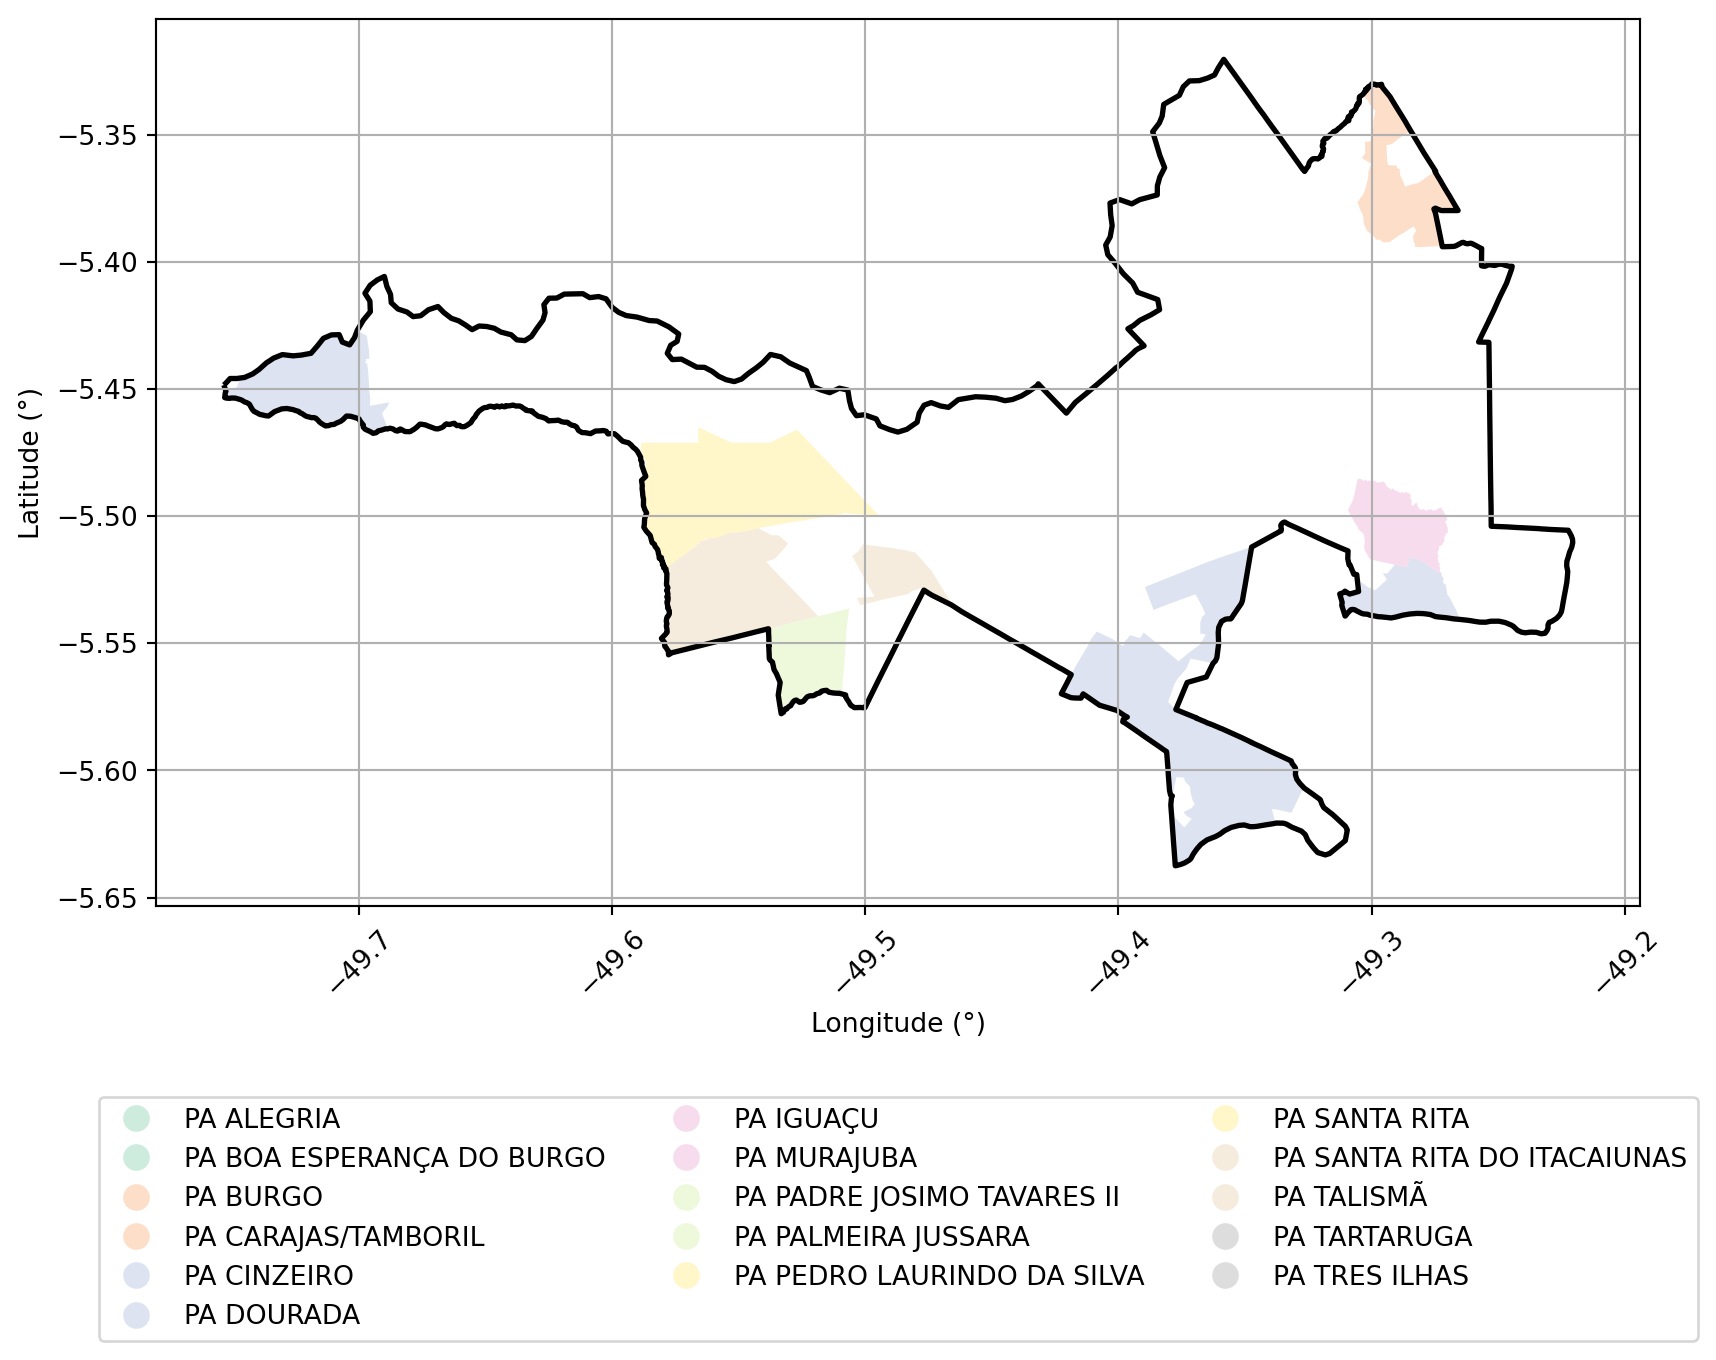 −5.35
−5.40
−5.45
−5.50
−5.55
−5.60
−5.65
Latitude (°)
−49.7
−49.6
−49.5
−49.4
−49.3
−49.2
Longitude (°)
PA ALEGRIA
PA BOA ESPERANÇA DO BURGO
PA BURGO
PA CARAJAS/TAMBORIL
PA CINZEIRO
PA DOURADA
PA IGUAÇU
PA MURAJUBA
PA PADRE JOSIMO TAVARES II
PA PALMEIRA JUSSARA
PA PEDRO LAURINDO DA SILVA
PA SANTA RITA
PA SANTA RITA DO ITACAIUNAS
PA TALISMÃ
PA TARTARUGA
PA TRES ILHAS